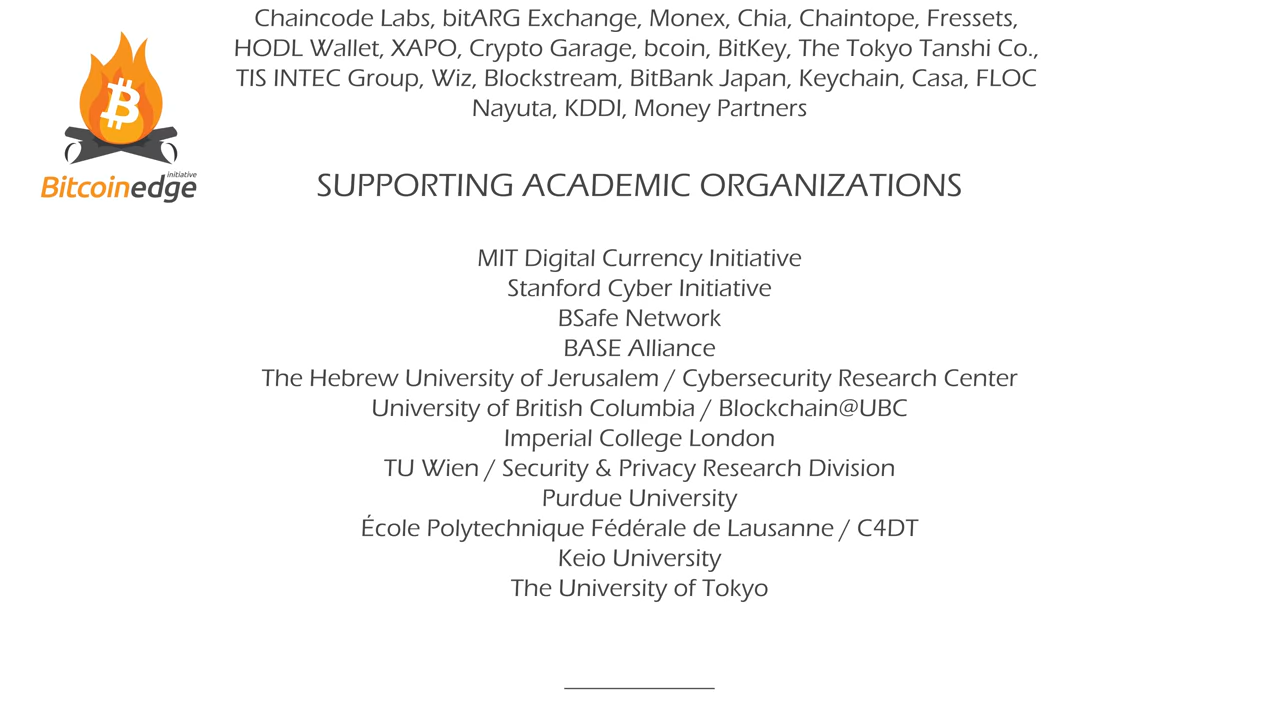 Chaincode Labs, bitARG Exchange, Monex, Chia, Chaintope, Fressets,
HODL Wallet, XAPO, Crypto Garage, bcoin, BitKey, The Tokyo Tanshi Co.,
TIS INTEC Group, Wiz, Blockstream, BitBank Japan, Keychain, Casa, FLOC
Nayuta, KDDI, Money Partners
initiative
Bitcoinedge
SUPPORTING ACADEMIC ORGANIZATIONS
MIT Digital Currency Initiative
Stanford Cyber Initiative
BSafe Network
BASE Alliance
The Hebrew University of Jerusalem / Cybersecurity Research Center
University of British Columbia / Blockchain@UBC
Imperial College London
TU Wien / Security & Privacy Research Division
Purdue University
École Polytechnique Fédérale de Lausanne / C4DT
Keio University
The University of Tokyo